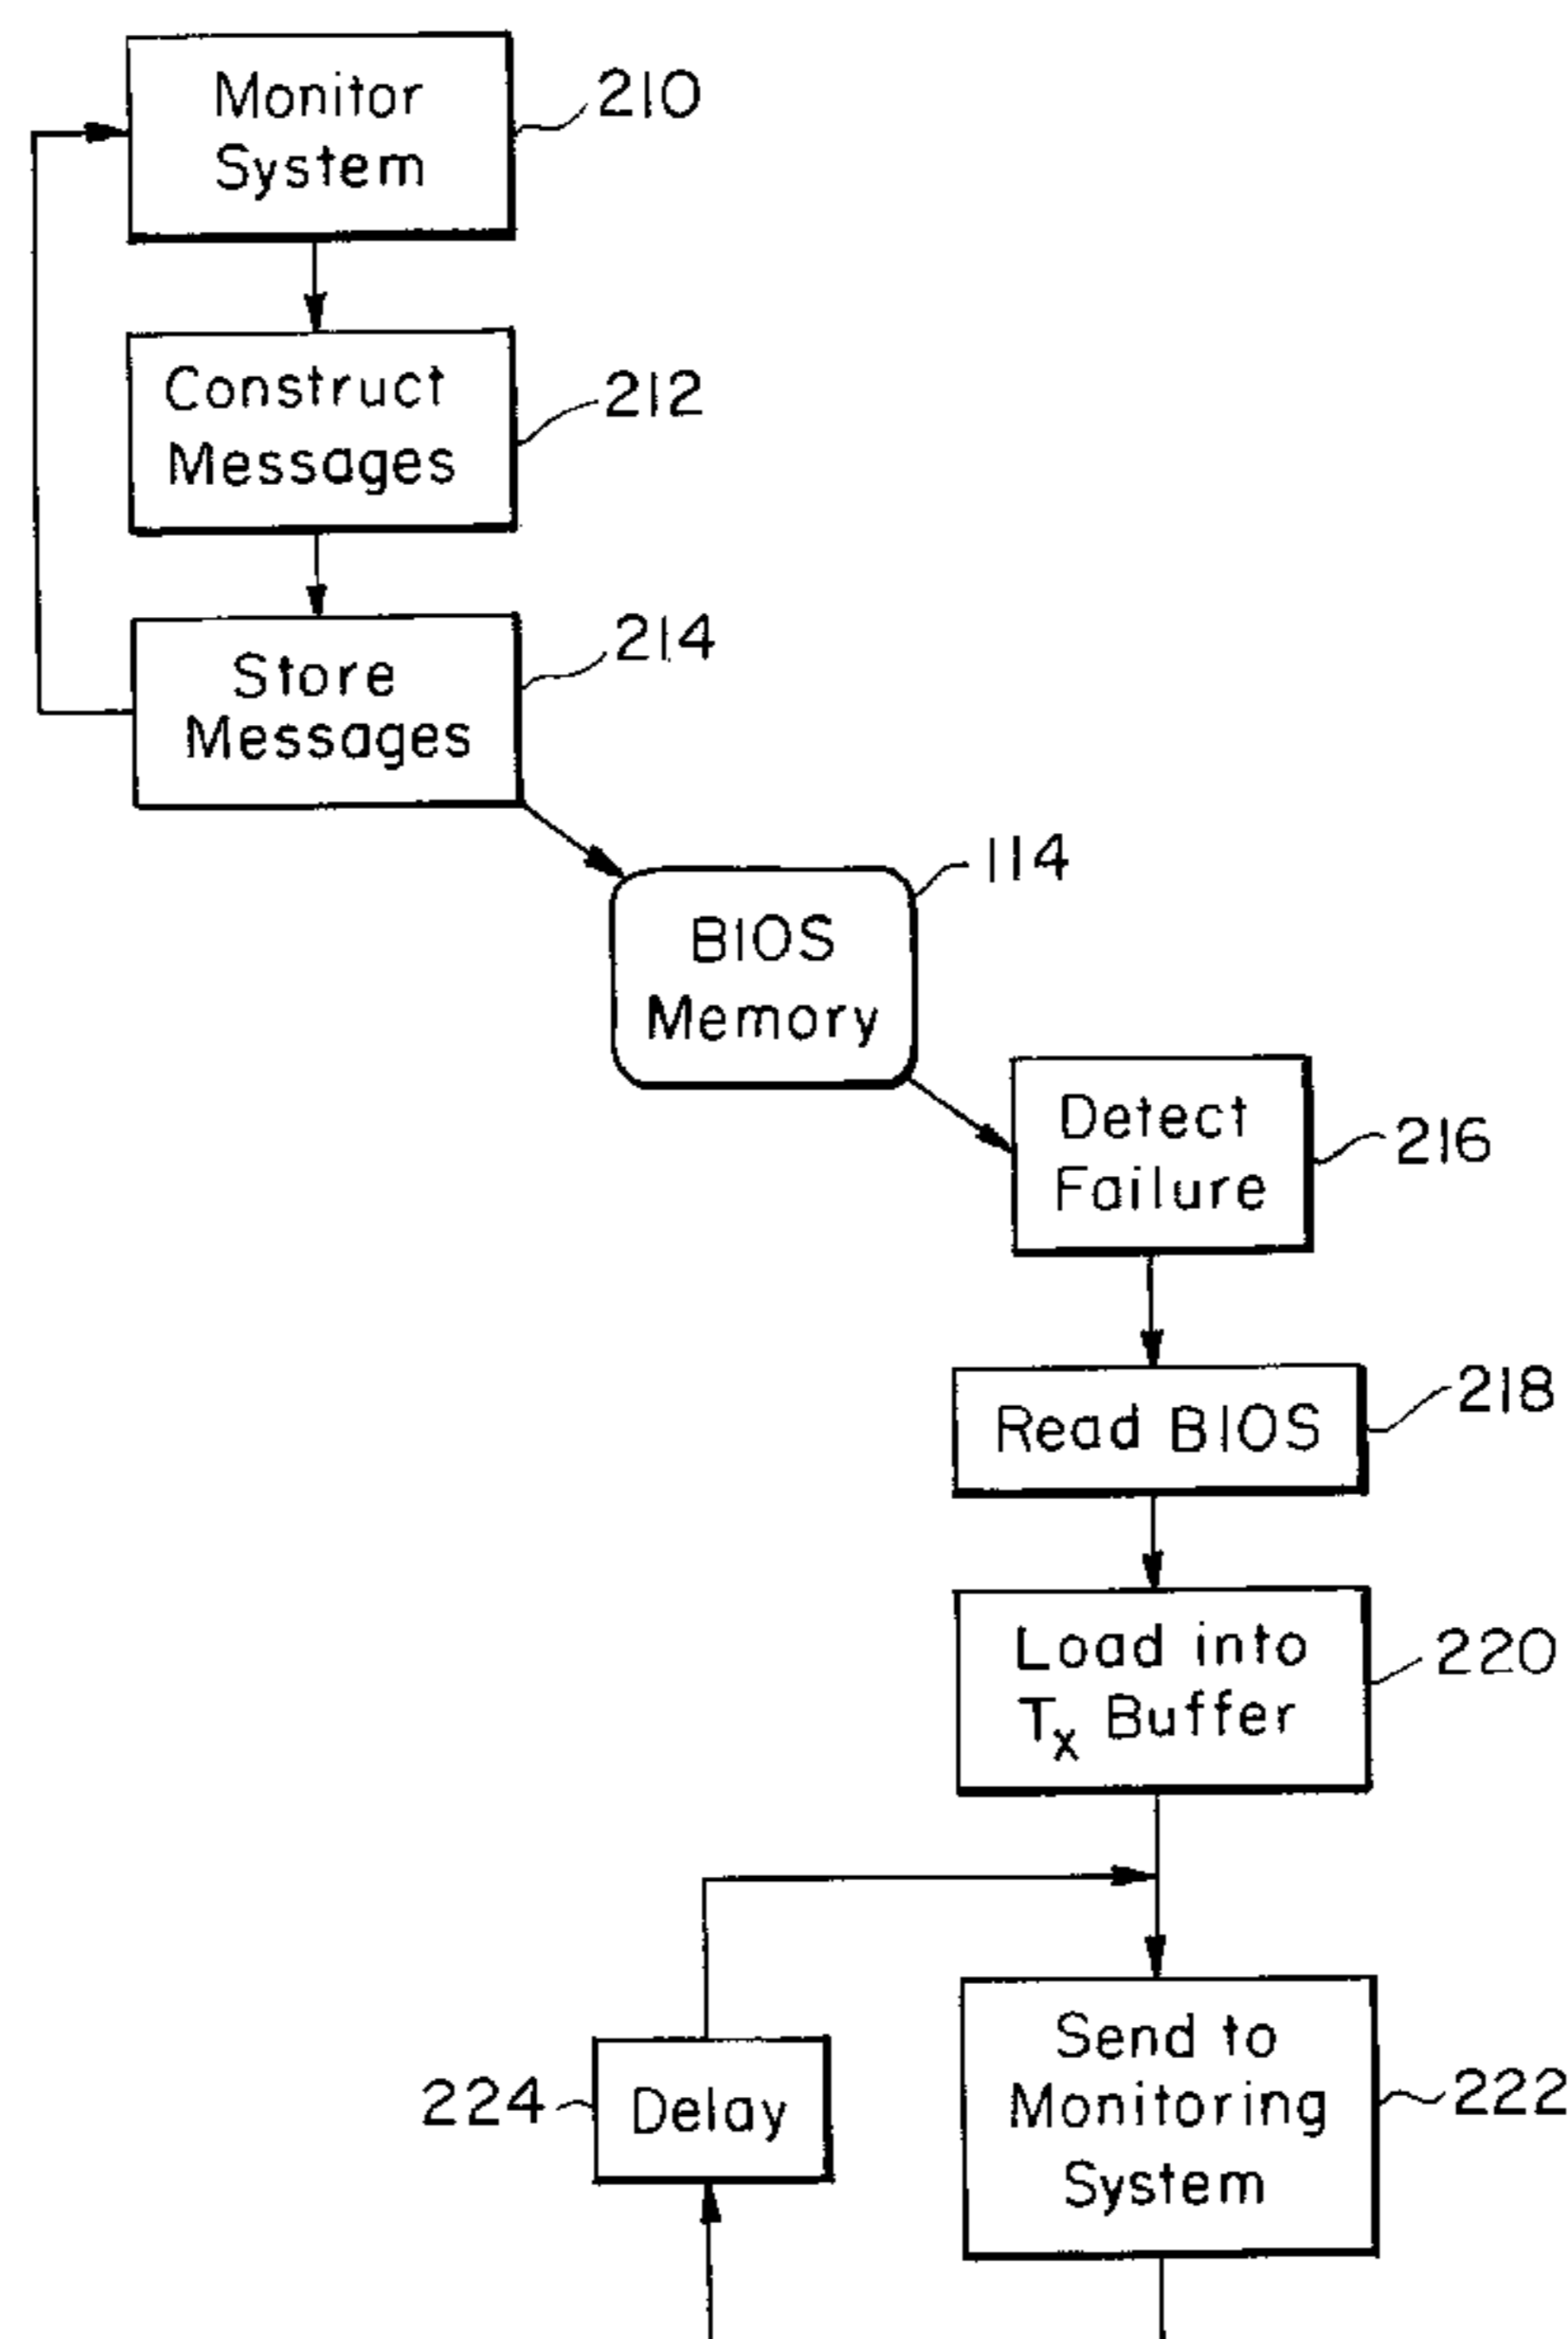 Monitor
System
210
Construct
Messages
212
Store
Messages
214
BIOS
Memory
114
Detect
Failure
216
Read BIOS
218
Load into
Tx Buffer
220
Send to
Monitoring
System
222
Delay
224